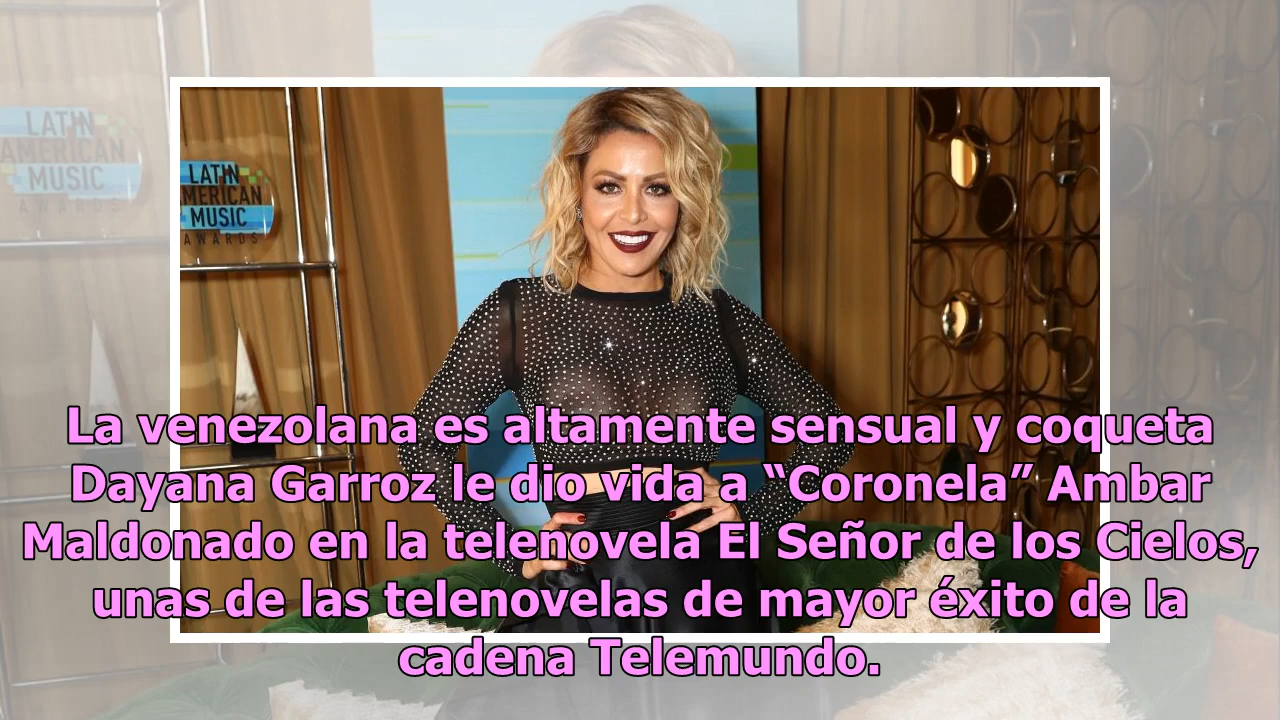 LATIN
AMERICAN
MUSIC
AWARDS
LATIN
AMERICAN
MUSIC
AWARDS
La venezolana es altamente sensual y coqueta
Dayana Garroz le dio vida a “Coronela” Ambar
Maldonado en la telenovela El Señor de los Cielos,
unas de las telenovelas de mayor éxito de la
cadena Telemundo.